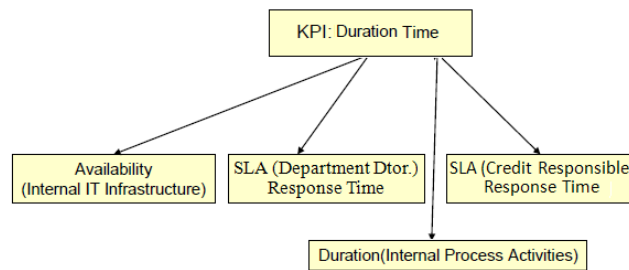 KPI: Duration Time
Availability
(Internal IT Infrastructure)
SLA (Department Dtor.)
Response Time
SLA (Credit Responsible
Response Time
Duration(Internal Process Activities)